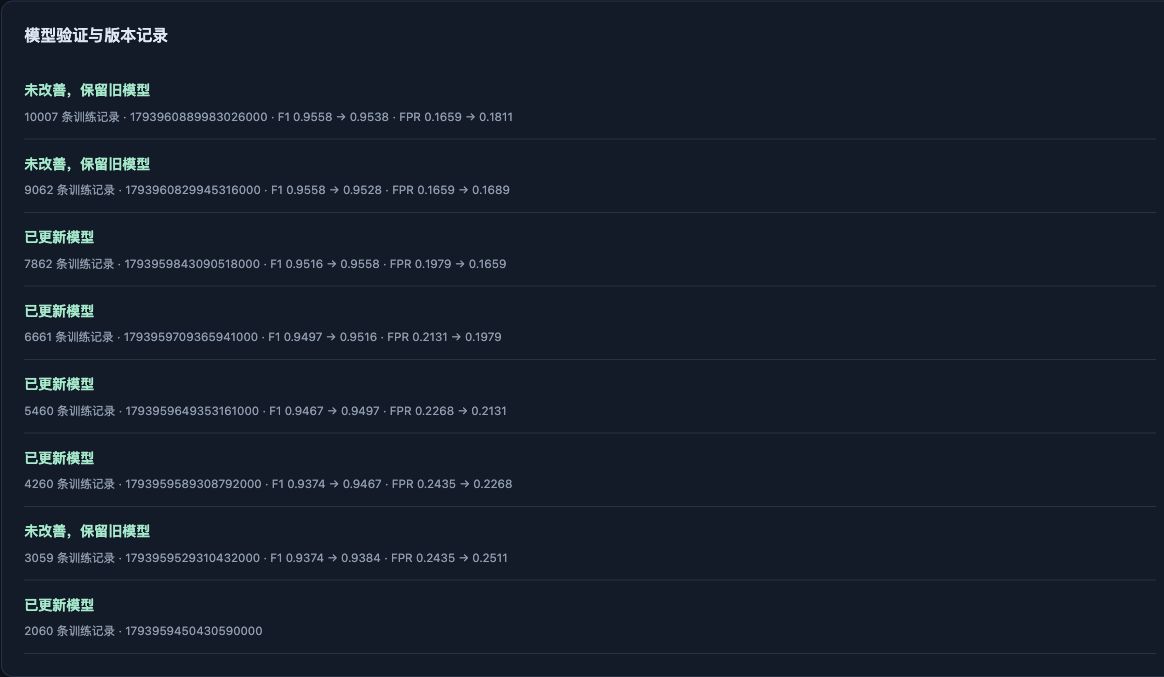 模型验证与版本记录
未改善，保留旧模型
10007 条训练记录 · 1793960889983026000 · F1 0.9558 → 0.9538 · FPR 0.1659 → 0.1811
未改善，保留旧模型
9062 条训练记录 · 1793960829945316000 · F1 0.9558 → 0.9528 · FPR 0.1659 → 0.1689
已更新模型
7862 条训练记录 · 1793959843090518000 · F1 0.9516 → 0.9558 · FPR 0.1979 → 0.1659
已更新模型
6661 条训练记录 · 1793959709365941000 · F1 0.9497 → 0.9516 · FPR 0.2131 → 0.1979
已更新模型
5460 条训练记录 · 1793959649353161000 · F1 0.9467 → 0.9497 · FPR 0.2268 → 0.2131
已更新模型
4260 条训练记录 · 1793959589308792000 · F1 0.9374 → 0.9467 · FPR 0.2435 → 0.2268
未改善，保留旧模型
3059 条训练记录 · 1793959529310432000 · F1 0.9374 → 0.9384 · FPR 0.2435 → 0.2511
已更新模型
2060 条训练记录 · 1793959450430590000